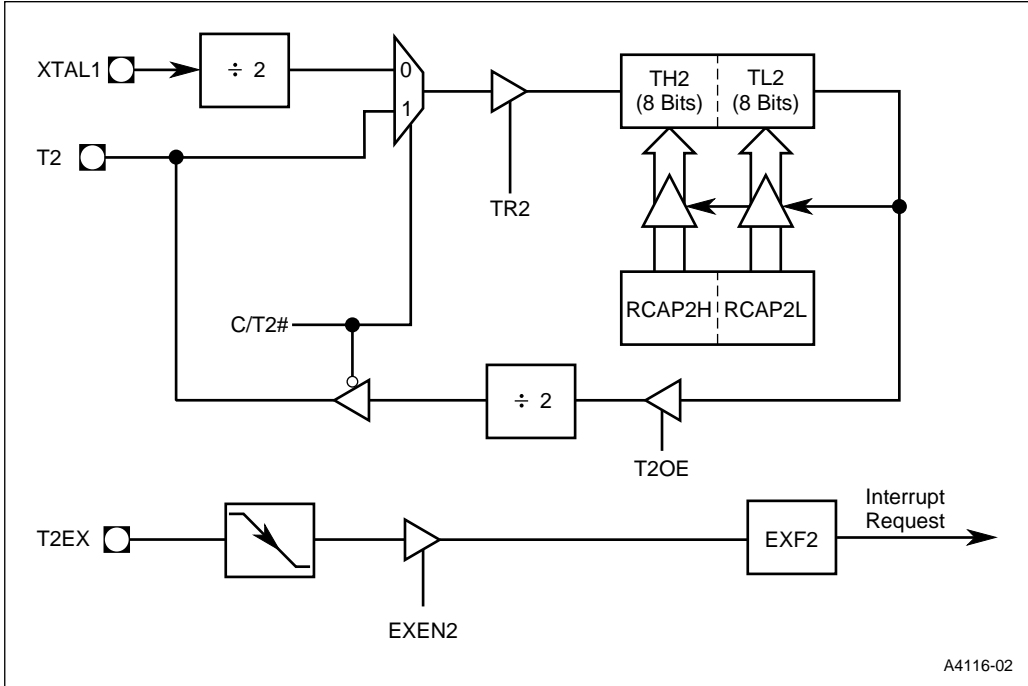 XTAL1
÷ 2
0
1
T2
TR2
TH2
(8 Bits)
TL2
(8 Bits)
RCAP2H
RCAP2L
C/T2#
÷ 2
T2OE
T2EX
EXEN2
EXF2
Interrupt
Request
A4116-02